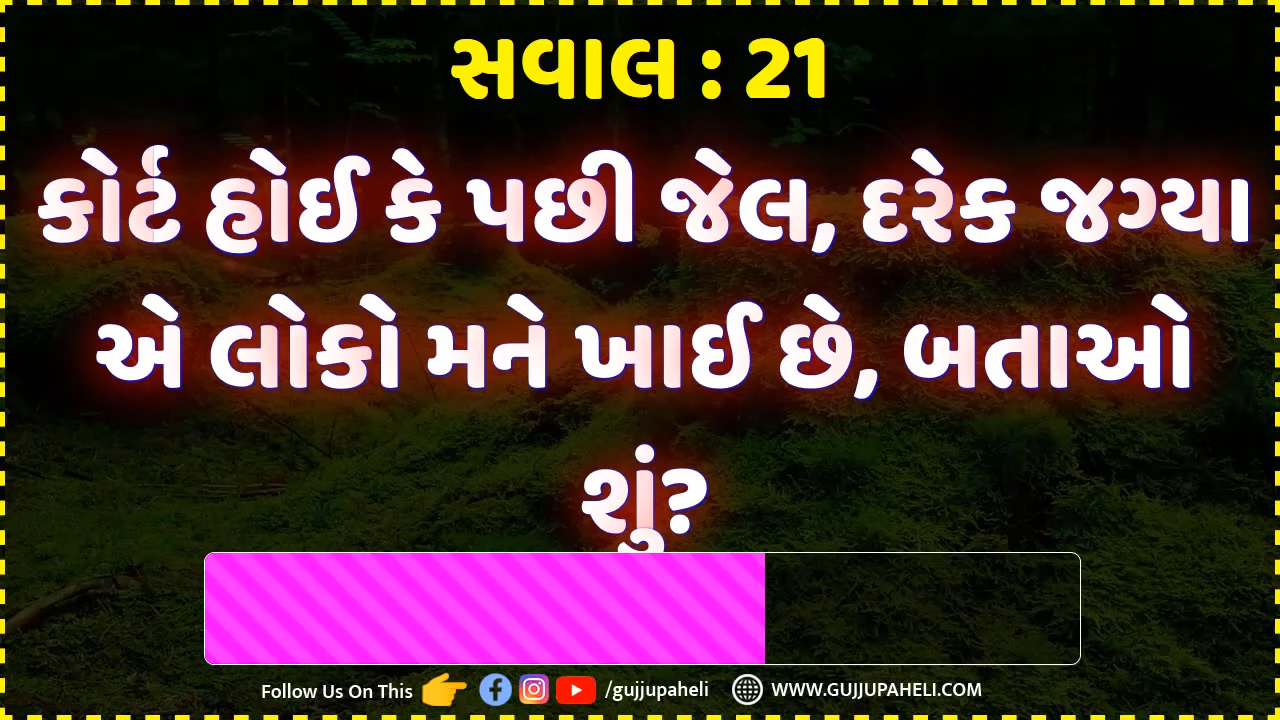 સવાલ : 21
કોર્ટ હોઈ કે પછી જેલ, દરેક જગ્યા
એ લોકો મને ખાઈ છે, બતાઓ
શું?
Follow Us On This /gujjupaheli WWW.GUJJUPAHELI.COM